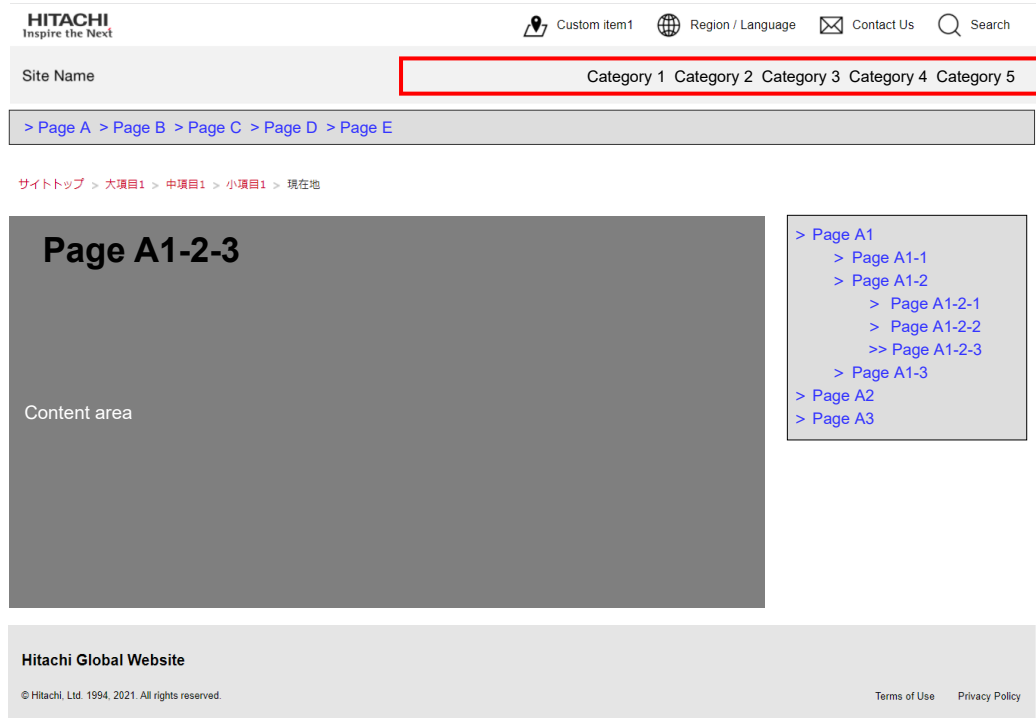 HITACHI
Inspire the Next
Custom item1 Region / Language Contact Us Search
Site Name
Category 1 Category 2 Category 3 Category 4 Category 5
> Page A > Page B > Page C > Page D > Page E
サイトトップ > 大項目1 > 中項目1 > 小項目1 > 現在地
Page A1-2-3
Content area
> Page A1
> Page A1-1
> Page A1-2
> Page A1-2-1
> Page A1-2-2
>> Page A1-2-3
> Page A1-3
> Page A2
> Page A3
Hitachi Global Website
© Hitachi, Ltd. 1994, 2021. All rights reserved.
Terms of Use Privacy Policy